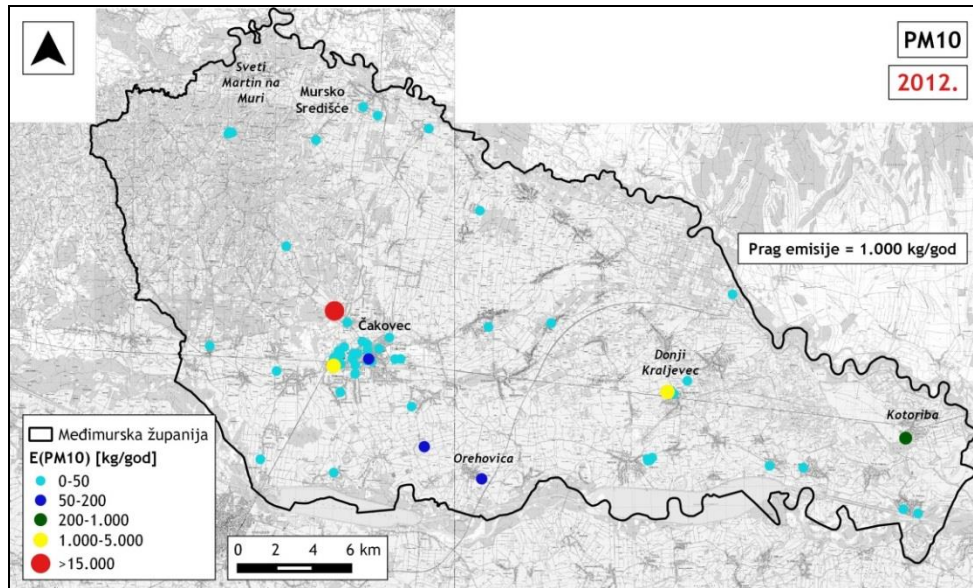 PM10
2012.
Sveti
Martin na
Muri
Mursko
Središće
Prag emisije = 1.000 kg/god
Čakovec
Donji
Kraljevec
Kotoriba
Orehovica
Međimurska županija
E(PM10) [kg/god]
0-50
50-200
200-1.000
1.000-5.000
>15.000
0 2 4 6 km